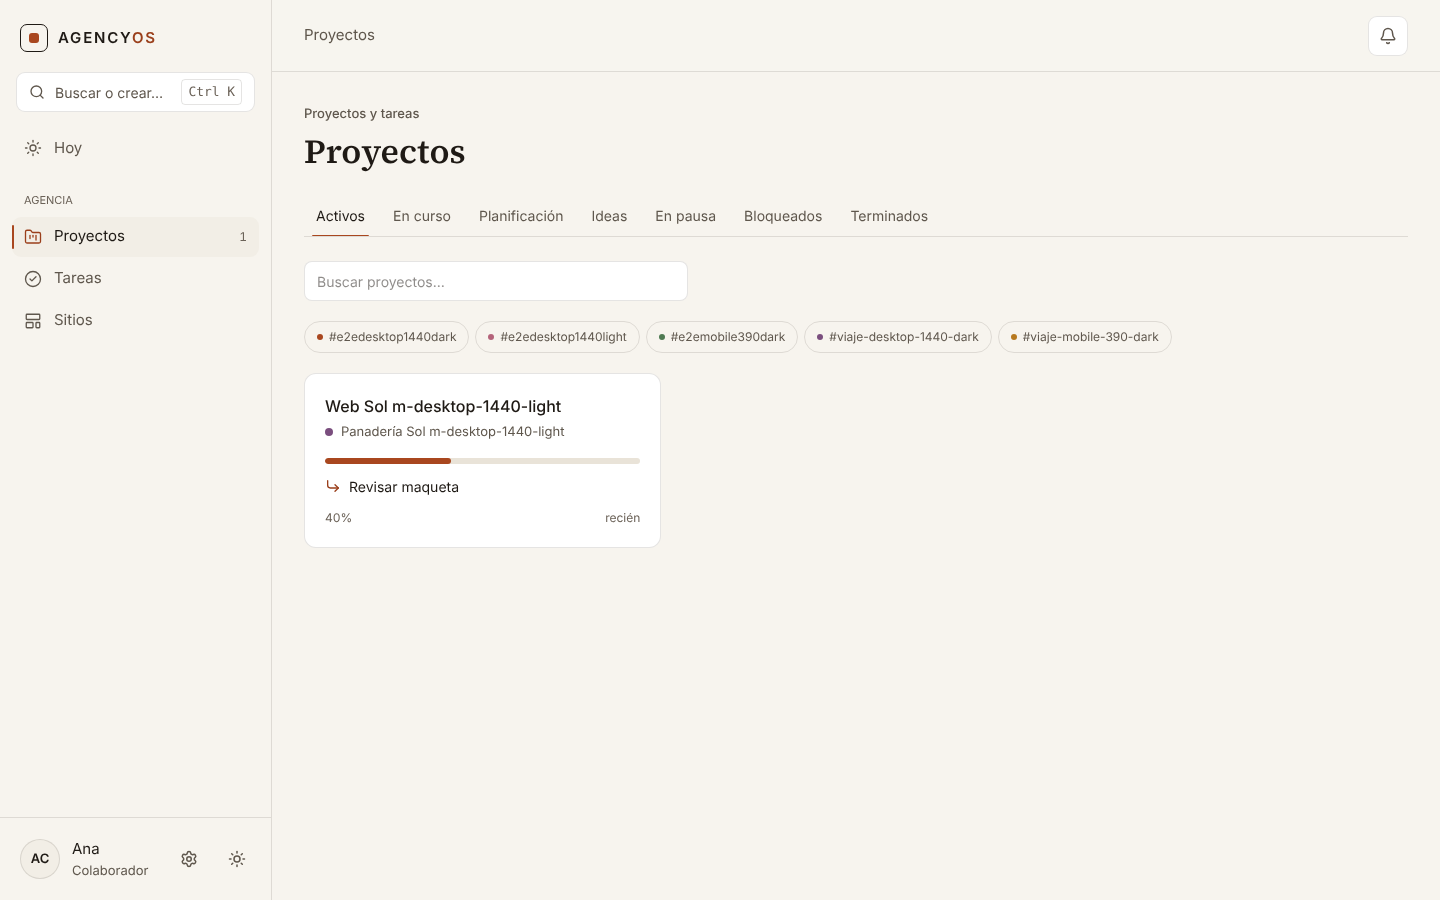 AGENCYOS
Buscar o crear... Ctrl K
Hoy
AGENCIA
Proyectos 1
Tareas
Sitios
AC
Ana
Colaborador
Proyectos
Proyectos y tareas
Proyectos
Activos En curso Planificación Ideas En pausa Bloqueados Terminados
Buscar proyectos...
#e2edesktop1440dark #e2edesktop1440light #e2emobile390dark #viaje-desktop-1440-dark #viaje-mobile-390-dark
Web Sol m-desktop-1440-light
Panadería Sol m-desktop-1440-light
Revisar maqueta
40% recién